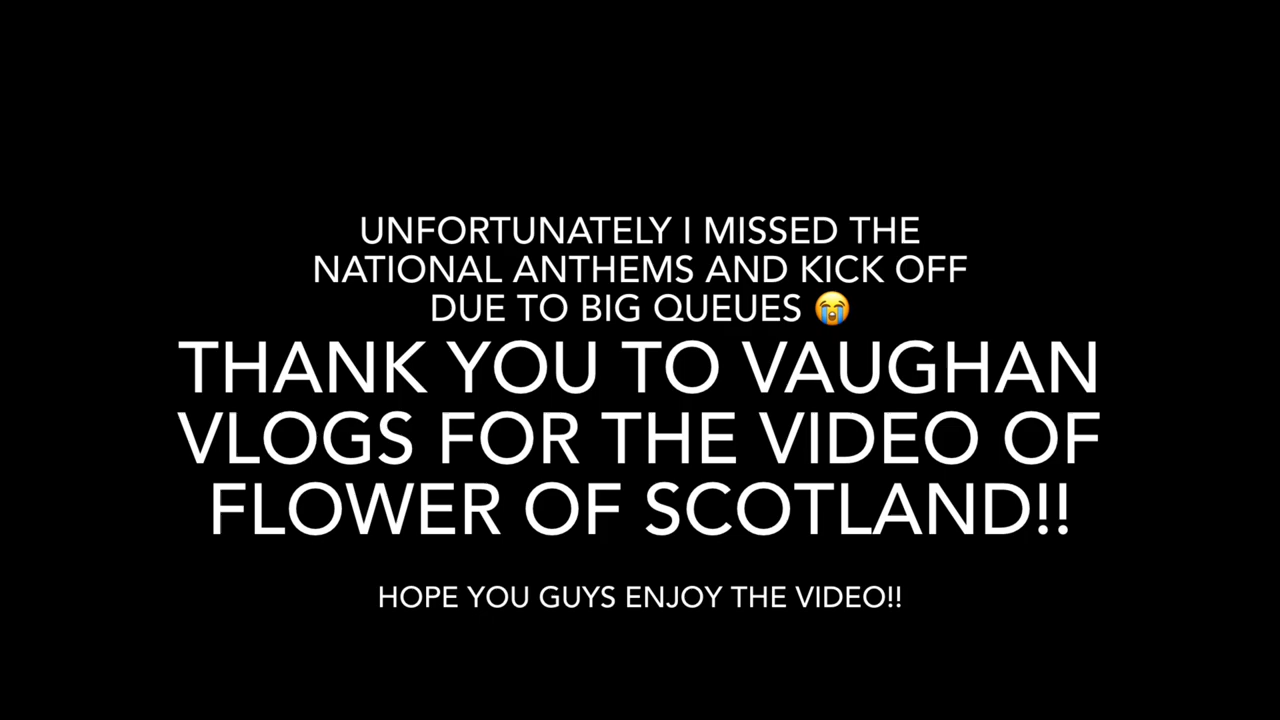 UNFORTUNATELY I MISSED THE
NATIONAL ANTHEMS AND KICK OFF
DUE TO BIG QUEUES 😭
THANK YOU TO VAUGHAN
VLOGS FOR THE VIDEO OF
FLOWER OF SCOTLAND!!
HOPE YOU GUYS ENJOY THE VIDEO!!